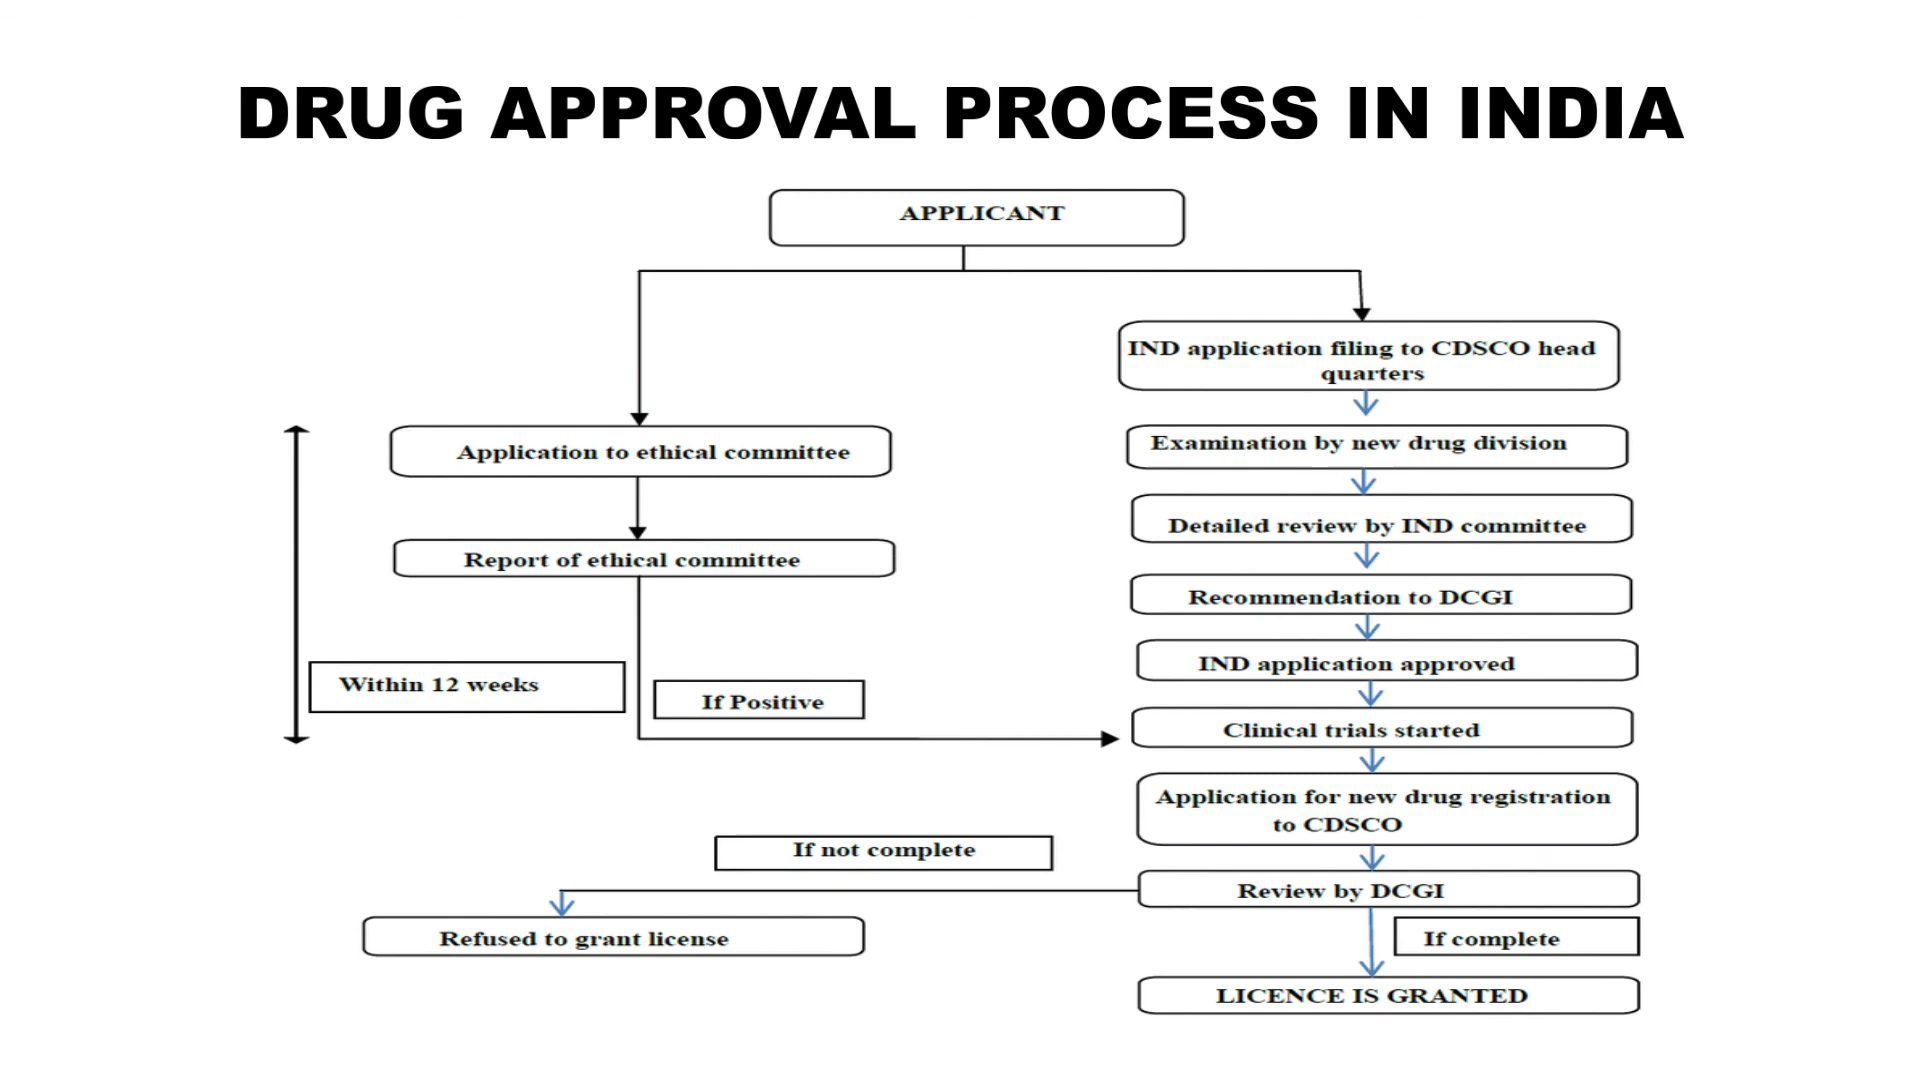 DRUG APPROVAL PROCESS IN INDIA
APPLICANT
IND application filing to CDSCO head
quarters
Application to ethical committee
Examination by new drug division
Detailed review by IND committee
Report of ethical committee
Recommendation to DCGI
IND application approved
Within 12 weeks
If Positive
Clinical trials started
Application for new drug registration
to CDSCO
If not complete
Review by DCGI
Refused to grant license
If complete
LICENCE IS GRANTED